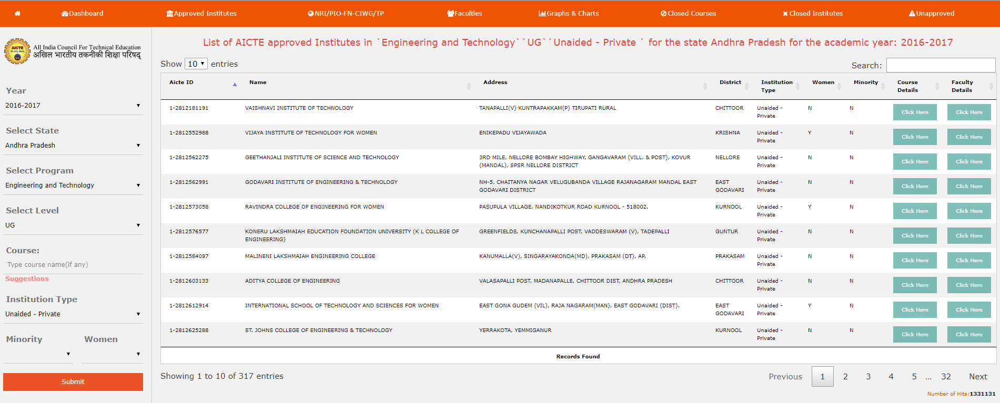 Dashboard Approved Institutes NRI/PIO-FN-CIWG/TP Faculties Graphs & Charts Closed Courses Closed Institutes Unapproved
AICTE
All India Council For Technical Education
अखिल भारतीय तकनीकी शिक्षा परिषद्
Year
2016-2017
Select State
Andhra Pradesh
Select Program
Engineering and Technology
Select Level
UG
Course:
Type course name(if any)
Suggestions
Institution Type
Unaided - Private
Minority Women
Submit
List of AICTE approved Institutes in `Engineering and Technology``UG``Unaided - Private ` for the state Andhra Pradesh for the academic year: 2016-2017
Show 10 entries
Search:
Aicte ID Name Address District Institution Women Minority Course Faculty
Type Details Details
1-2812181191 VAISHNAVI INSTITUTE OF TECHNOLOGY TANAPALLI(V) KUNTRAPAKKAM(P) TIRUPATI RURAL CHITTOOR Unaided - N N Click Here Click Here
Private
1-2812552988 VIJAYA INSTITUTE OF TECHNOLOGY FOR WOMEN ENIKEPADU VIJAYAWADA KRISHNA Unaided - Y N Click Here Click Here
Private
1-2812562275 GEETHANJALI INSTITUTE OF SCIENCE AND TECHNOLOGY 3RD MILE, NELLORE BOMBAY HIGHWAY, GANGAVARAM (VILL. & POST), KOVUR NELLORE Unaided - N N Click Here Click Here
(MANDAL), SPSR NELLORE DISTRICT Private
1-2812562991 GODAVARI INSTITUTE OF ENGINEERING & TECHNOLOGY NH-5, CHAITANYA NAGAR VELUGUBANDA VILLAGE RAJANAGARAM MANDAL EAST EAST Unaided - N N Click Here Click Here
GODAVARI DISTRICT GODAVARI Private
1-2812573058 RAVINDRA COLLEGE OF ENGINEERING FOR WOMEN PASUPULA VILLAGE, NANDIKOTKUR ROAD KURNOOL - 518002. KURNOOL Unaided - Y N Click Here Click Here
Private
1-2812576577 KONERU LAKSHMAIAH EDUCATION FOUNDATION UNIVERSITY (K L COLLEGE OF GREENFIELDS, KUNCHANAPALLI POST, VADDESWARAM (V), TADEPALLI GUNTUR Unaided - N N Click Here Click Here
ENGINEERING) Private
1-2812584097 MALINENI LAKSHMAIAH ENGINEERING COLLEGE KANUMALLA(V), SINGARAYAKONDA(MD), PRAKASAM (DT), AP. PRAKASAM Unaided - N N Click Here Click Here
Private
1-2812603133 ADITYA COLLEGE OF ENGINEERING VALASAPALLI POST, MADANAPALLE, CHITTOOR DIST, ANDHRA PRADESH CHITTOOR Unaided - N N Click Here Click Here
Private
1-2812612914 INTERNATIONAL SCHOOL OF TECHNOLOGY AND SCIENCES FOR WOMEN EAST GONA GUDEM (VIL), RAJA NAGARAM(MAN), EAST GODAVARI (DIST). EAST Unaided - Y N Click Here Click Here
GODAVARI Private
1-2812625288 ST. JOHNS COLLEGE OF ENGINEERING & TECHNOLOGY YERRAKOTA, YEMMIGANUR KURNOOL Unaided - N N Click Here Click Here
Private
Records Found
Showing 1 to 10 of 317 entries
Previous 1 2 3 4 5 ... 32 Next
Number of Hits:1331131